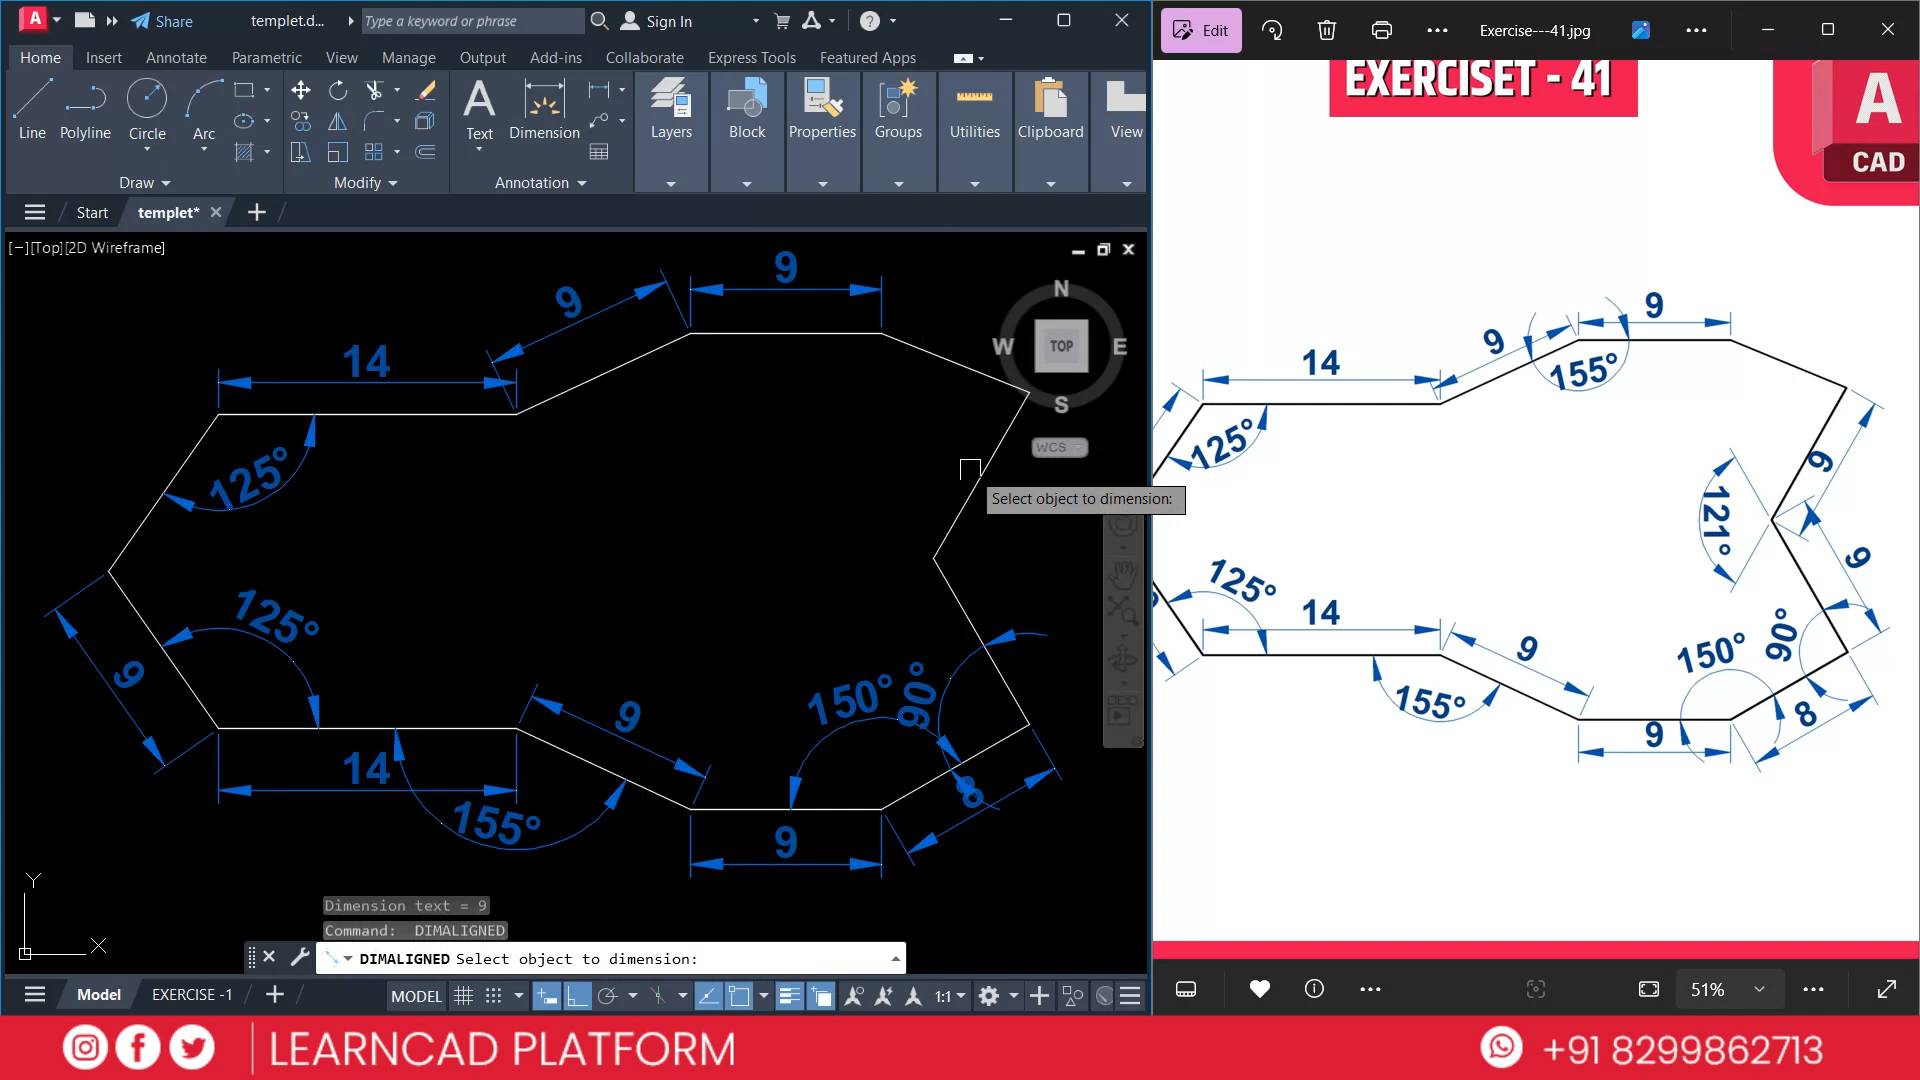 A
Share
templet.d...
Type a keyword or phrase
Sign In
Home Insert Annotate Parametric View Manage Output Add-ins Collaborate Express Tools Featured Apps
Line Polyline Circle Arc Text Dimension Layers Block Properties Groups Utilities Clipboard View
Draw Modify Annotation
Start templet*
[−][Top][2D Wireframe]
9
9
14
125°
125°
9
14
155°
9
9
150°
90°
8
N
W TOP E
S
WCS
Select object to dimension:
Y
X
Dimension text = 9
Command: DIMALIGNED
DIMALIGNED Select object to dimension:
Model EXERCISE -1
MODEL
1:1
Edit
Exercise---41.jpg
EXERCISET - 41
A
CAD
9
9
155°
14
125°
9
121°
9
125°
14
9
155°
150°
90°
8
9
51%
LEARNCAD PLATFORM
+91 8299862713